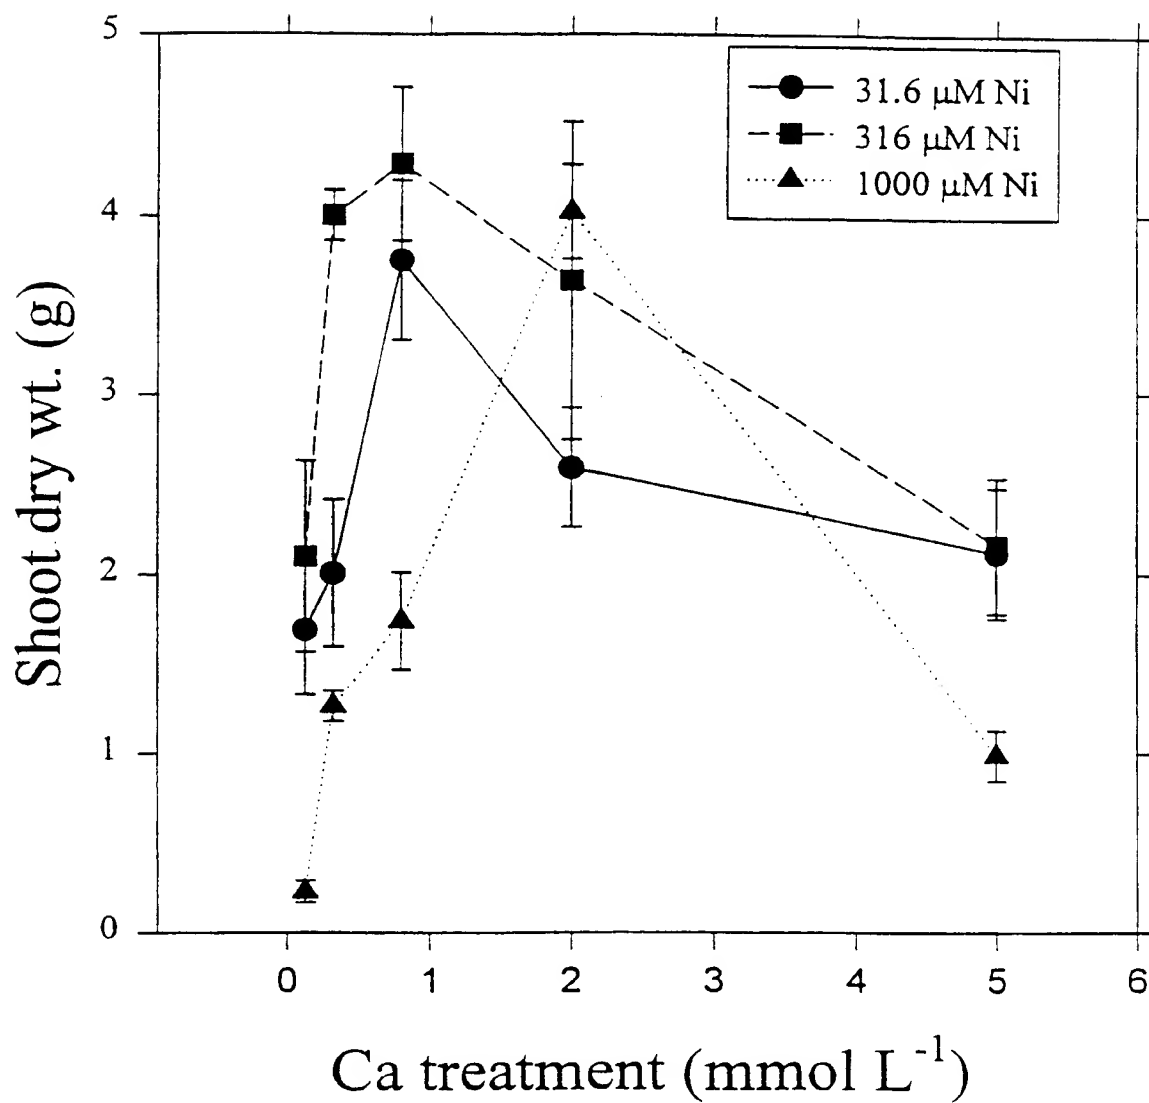 5
31.6 μM Ni
316 μM Ni
1000 μM Ni
4
3
2
1
0
Shoot dry wt. (g)
0 1 2 3 4 5 6
Ca treatment (mmol L⁻¹)